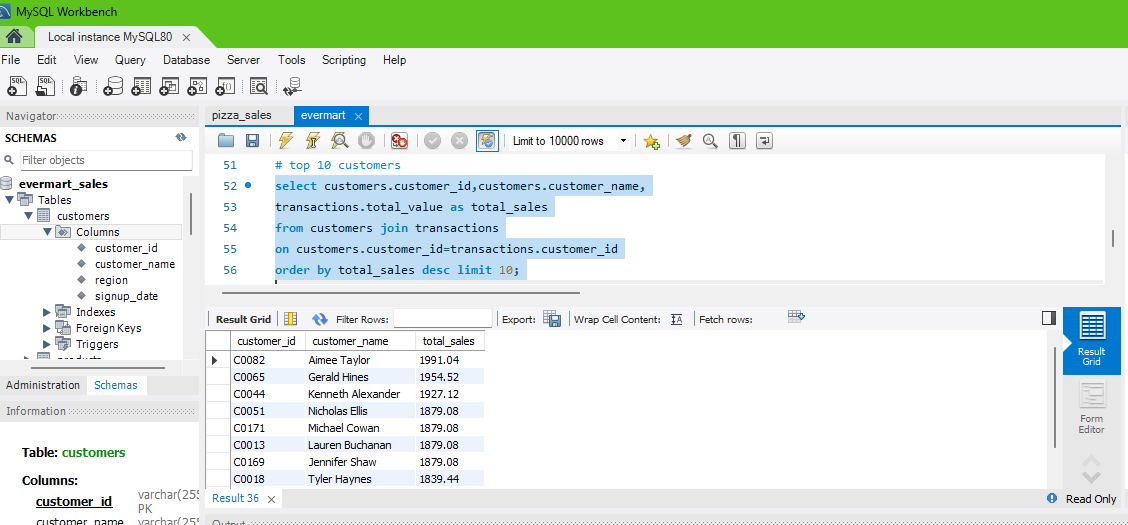 MySQL Workbench
Local instance MySQL80
File Edit View Query Database Server Tools Scripting Help
Navigator
SCHEMAS
Filter objects
evermart_sales
Tables
customers
Columns
customer_id
customer_name
region
signup_date
Indexes
Foreign Keys
Triggers
products
Administration Schemas
Information
Table: customers
Columns:
customer_id varchar(255
PK
customer_name varchar(255
pizza_sales evermart
Limit to 10000 rows
51 # top 10 customers
52 select customers.customer_id,customers.customer_name,
53 transactions.total_value as total_sales
54 from customers join transactions
55 on customers.customer_id=transactions.customer_id
56 order by total_sales desc limit 10;
Result Grid Filter Rows: Export: Wrap Cell Content: Fetch rows:
customer_id customer_name total_sales
C0082 Aimee Taylor 1991.04
C0065 Gerald Hines 1954.52
C0044 Kenneth Alexander 1927.12
C0051 Nicholas Ellis 1879.08
C0171 Michael Cowan 1879.08
C0013 Lauren Buchanan 1879.08
C0169 Jennifer Shaw 1879.08
C0018 Tyler Haynes 1839.44
Result
Grid
Form
Editor
Result 36 Read Only
Output